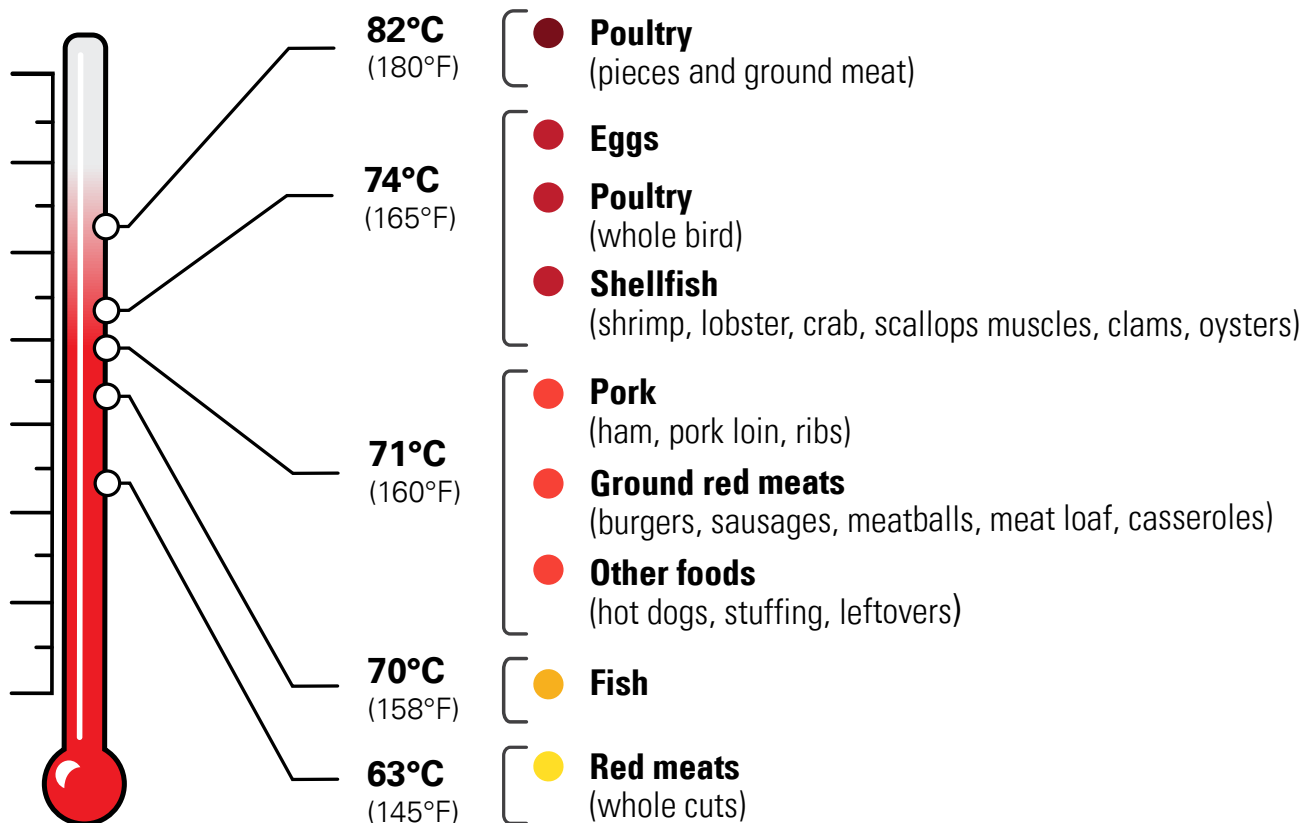 82°C
(180°F)
Poultry
(pieces and ground meat)
74°C
(165°F)
Eggs
Poultry
(whole bird)
Shellfish
(shrimp, lobster, crab, scallops muscles, clams, oysters)
71°C
(160°F)
Pork
(ham, pork loin, ribs)
Ground red meats
(burgers, sausages, meatballs, meat loaf, casseroles)
Other foods
(hot dogs, stuffing, leftovers)
70°C
(158°F)
Fish
63°C
(145°F)
Red meats
(whole cuts)